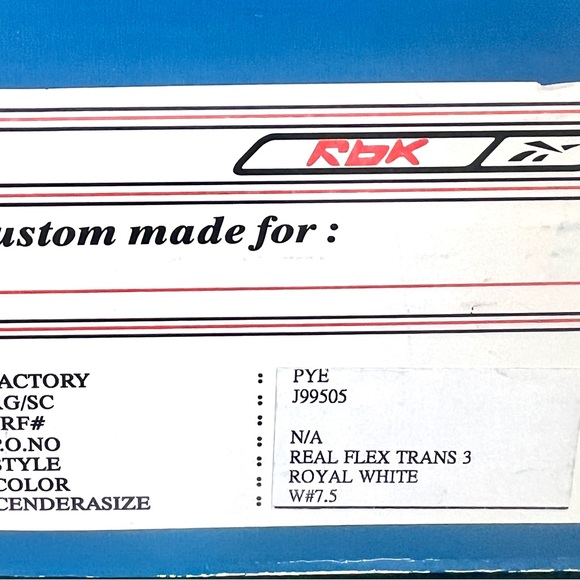 RbK
ustom made for :
ACTORY : PYE
AG/SC : J99505
RF# :
P.O.NO : N/A
STYLE : REAL FLEX TRANS 3
COLOR : ROYAL WHITE
CENDERASIZE : W#7.5